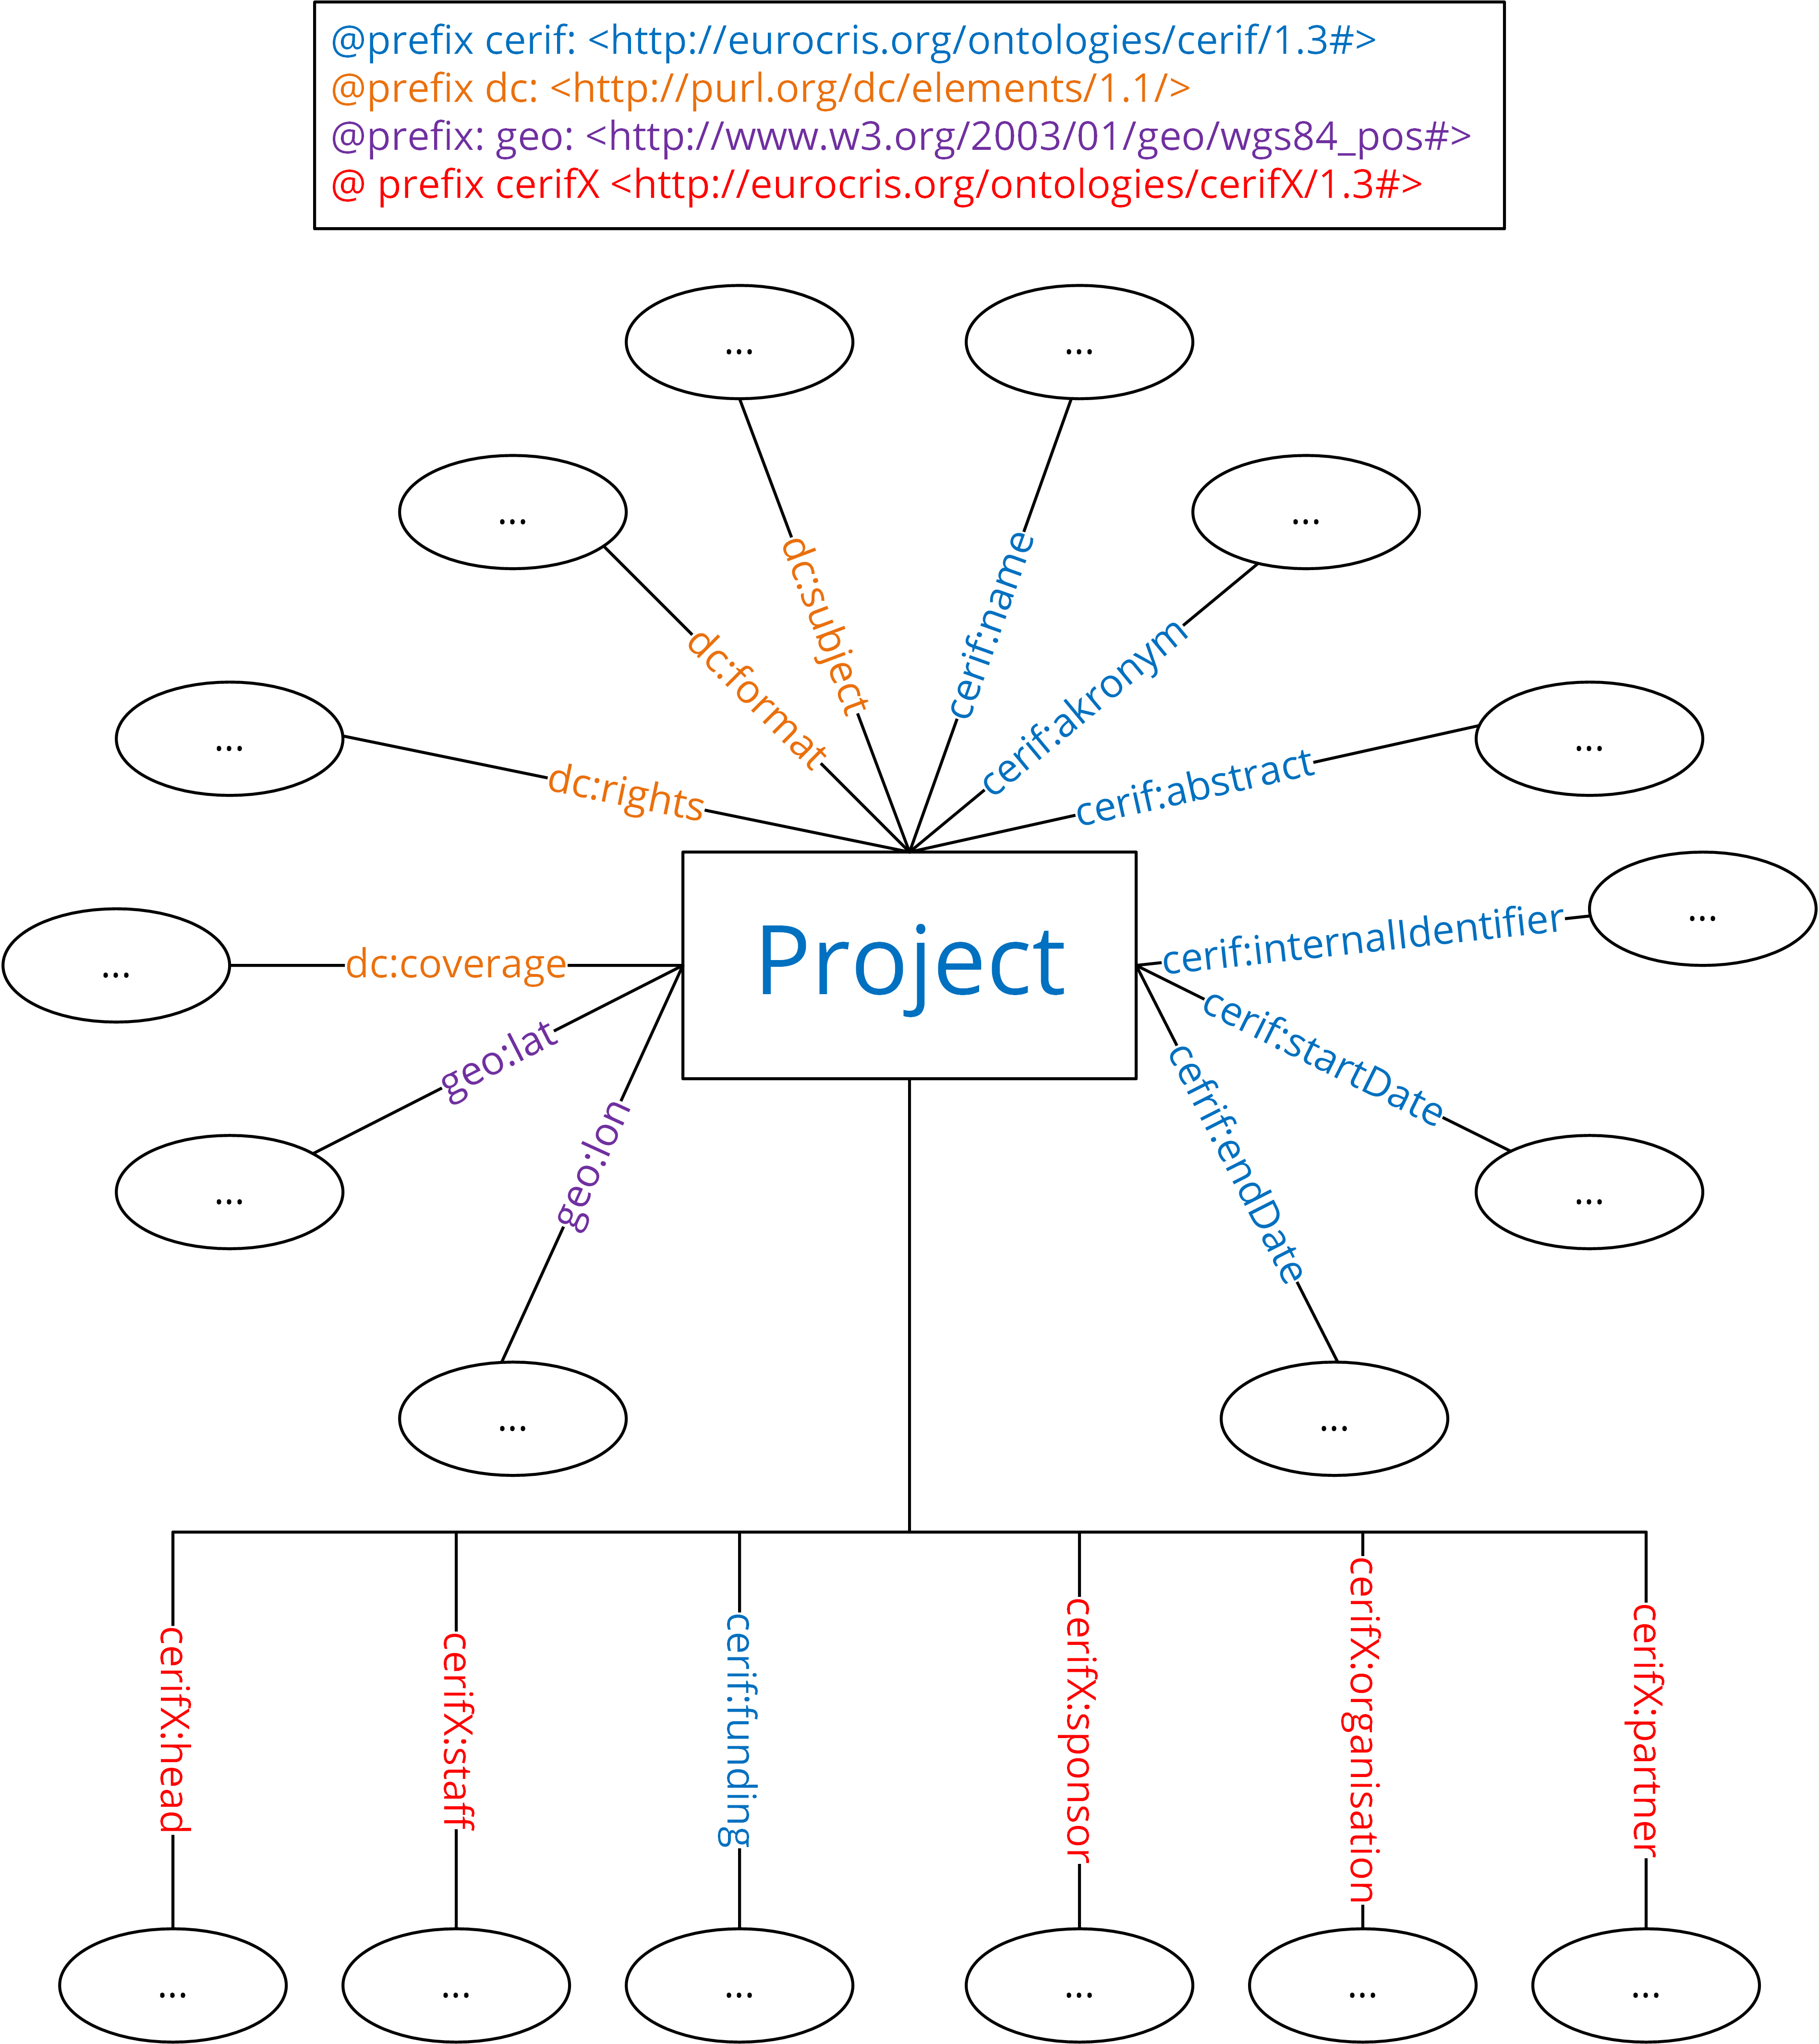 @prefix cerif: <http://eurocris.org/ontologies/cerif/1.3#>
@prefix dc: <http://purl.org/dc/elements/1.1/>
@prefix: geo: <http://www.w3.org/2003/01/geo/wgs84_pos#>
@ prefix cerifX <http://eurocris.org/ontologies/cerifX/1.3#>
...
...
...
...
dc:subject
cerif:name
dc:format
cerif:akronym
...
...
dc:rights
cerif:abstract
...
...
dc:coverage
Project
cerif:internalIdentifier
geo:lat
cerif:startDate
geo:lon
cefrif:endDate
...
...
...
...
cerifX:head
cerifX:staff
cerif:funding
cerifX:sponsor
cerifX:organisation
cerifX:partner
...
...
...
...
...
...